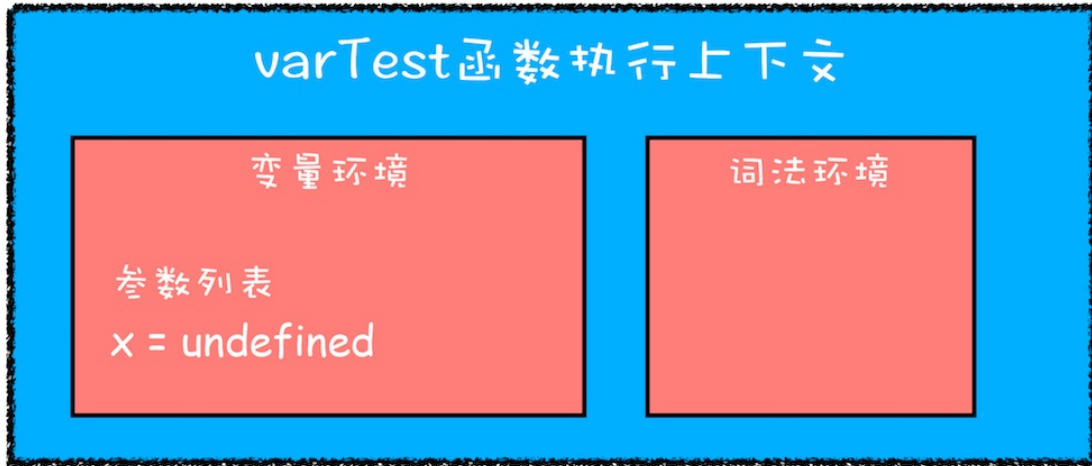 varTest函数执行上下文
变量环境
词法环境
参数列表
x = undefined